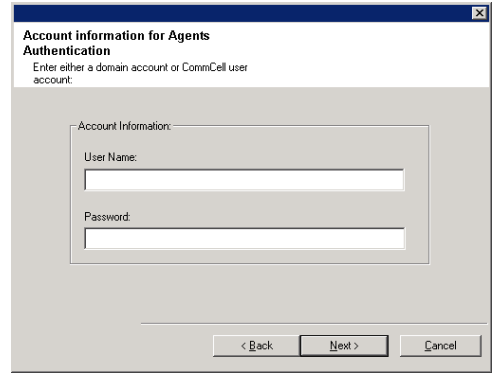 Account information for Agents
Authentication
Enter either a domain account or CommCell user
account:
Account Information:
User Name:
Password:
< Back
Next >
Cancel